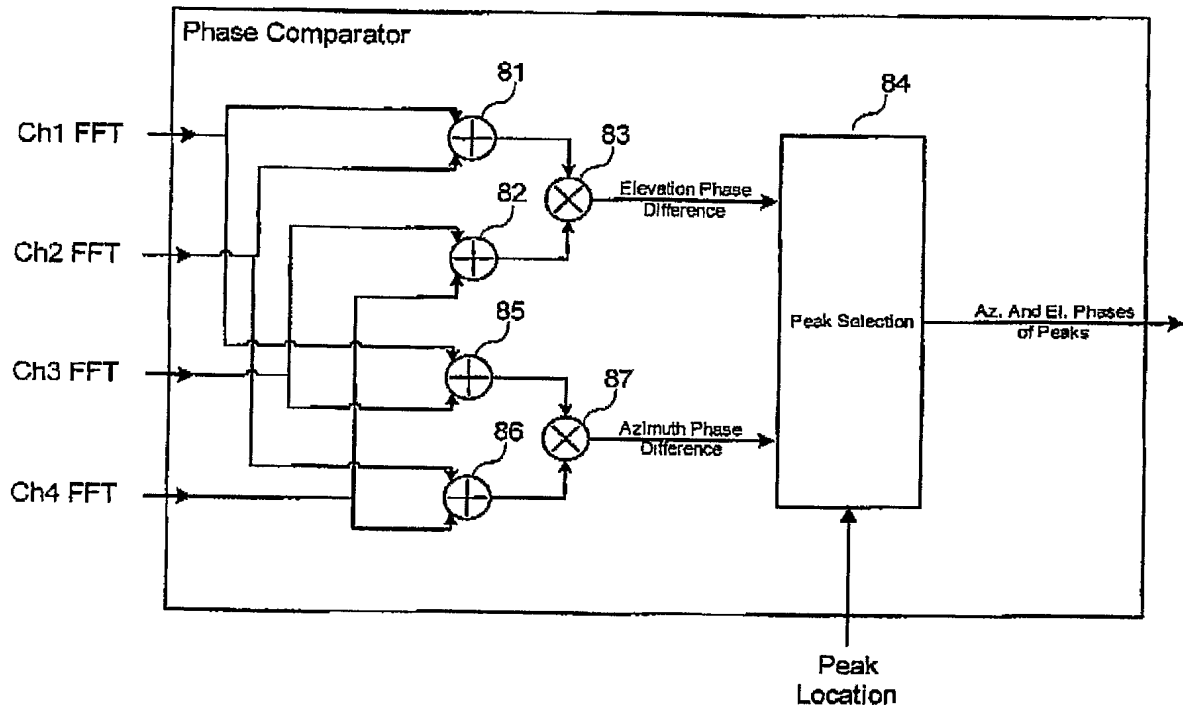 Phase Comparator
81
84
Ch1 FFT
83
Elevation Phase
Difference
82
Ch2 FFT
85
Peak Selection
Az. And El. Phases
of Peaks
Ch3 FFT
87
Azimuth Phase
Difference
86
Ch4 FFT
Peak
Location